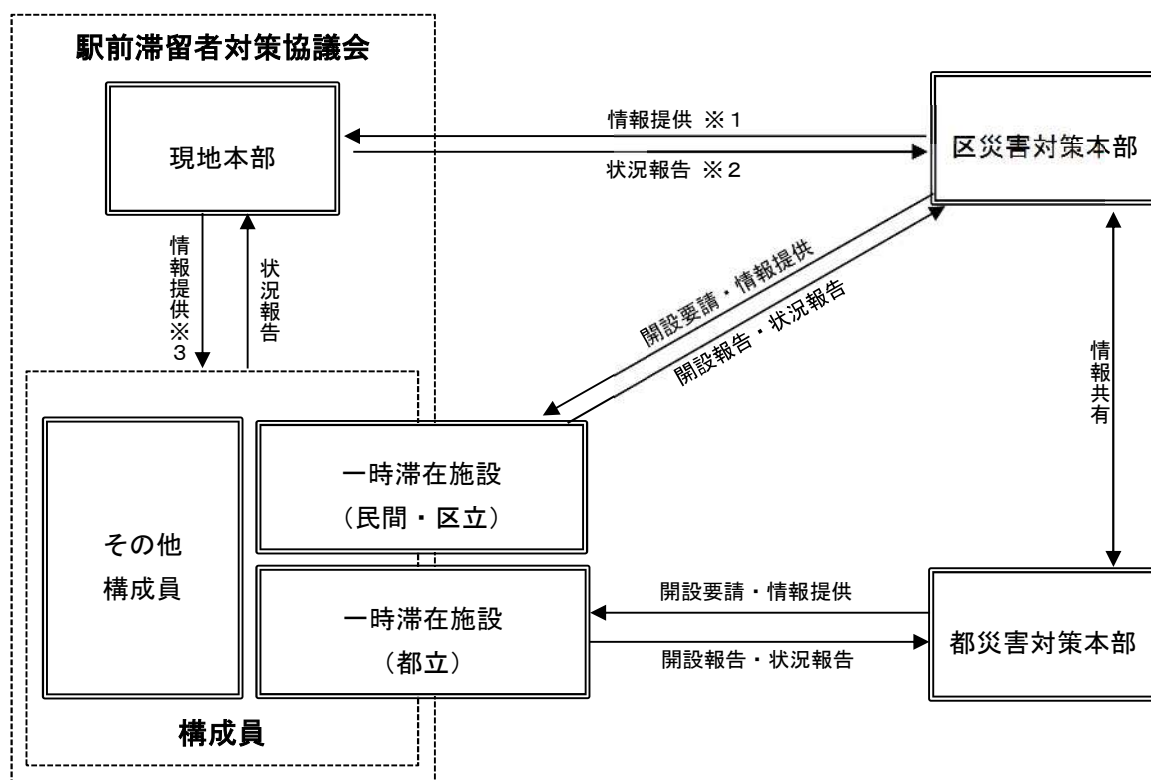 駅前滞留者対策協議会
現地本部
情報提供 ※1
状況報告 ※2
区災害対策本部
情報提供※3
状況報告
開設要請・情報提供
開設報告・状況報告
情報共有
その他
構成員
一時滞在施設
（民間・区立）
一時滞在施設
（都立）
開設要請・情報提供
開設報告・状況報告
都災害対策本部
構成員